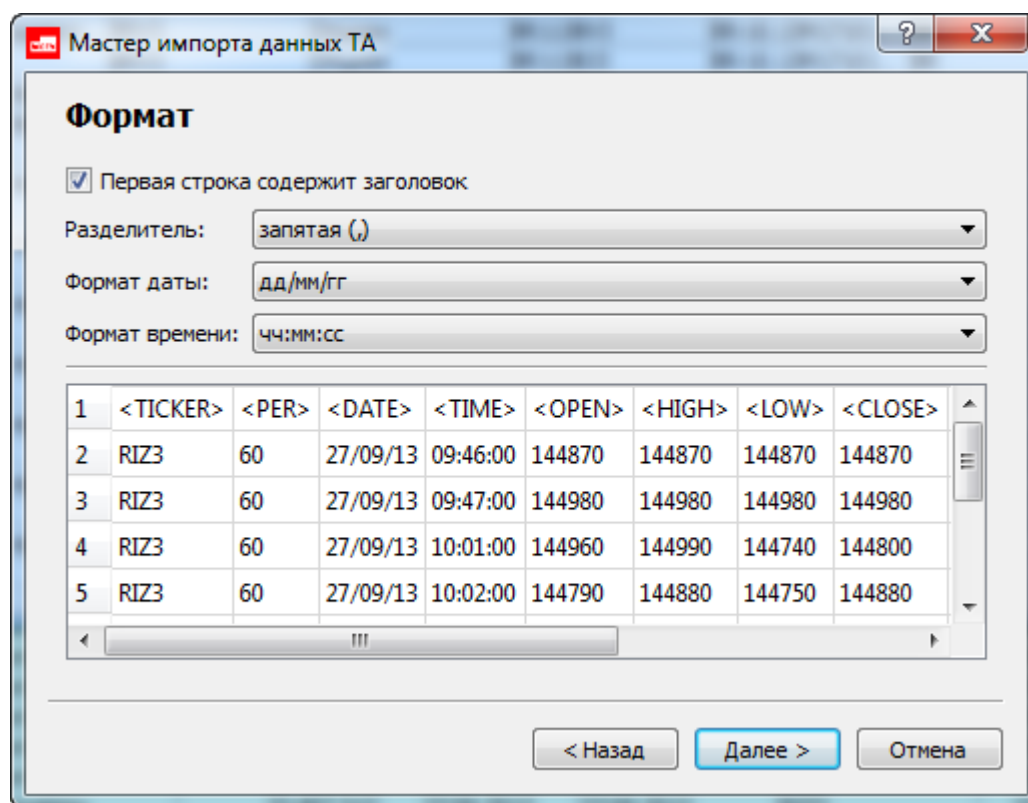 Мастер импорта данных ТА
Формат
Первая строка содержит заголовок
Разделитель: запятая (,)
Формат даты: дд/мм/гг
Формат времени: чч:мм:сс
1 <TICKER> <PER> <DATE> <TIME> <OPEN> <HIGH> <LOW> <CLOSE>
2 RIZ3 60 27/09/13 09:46:00 144870 144870 144870 144870
3 RIZ3 60 27/09/13 09:47:00 144980 144980 144980 144980
4 RIZ3 60 27/09/13 10:01:00 144960 144990 144740 144800
5 RIZ3 60 27/09/13 10:02:00 144790 144880 144750 144880
< Назад Далее > Отмена